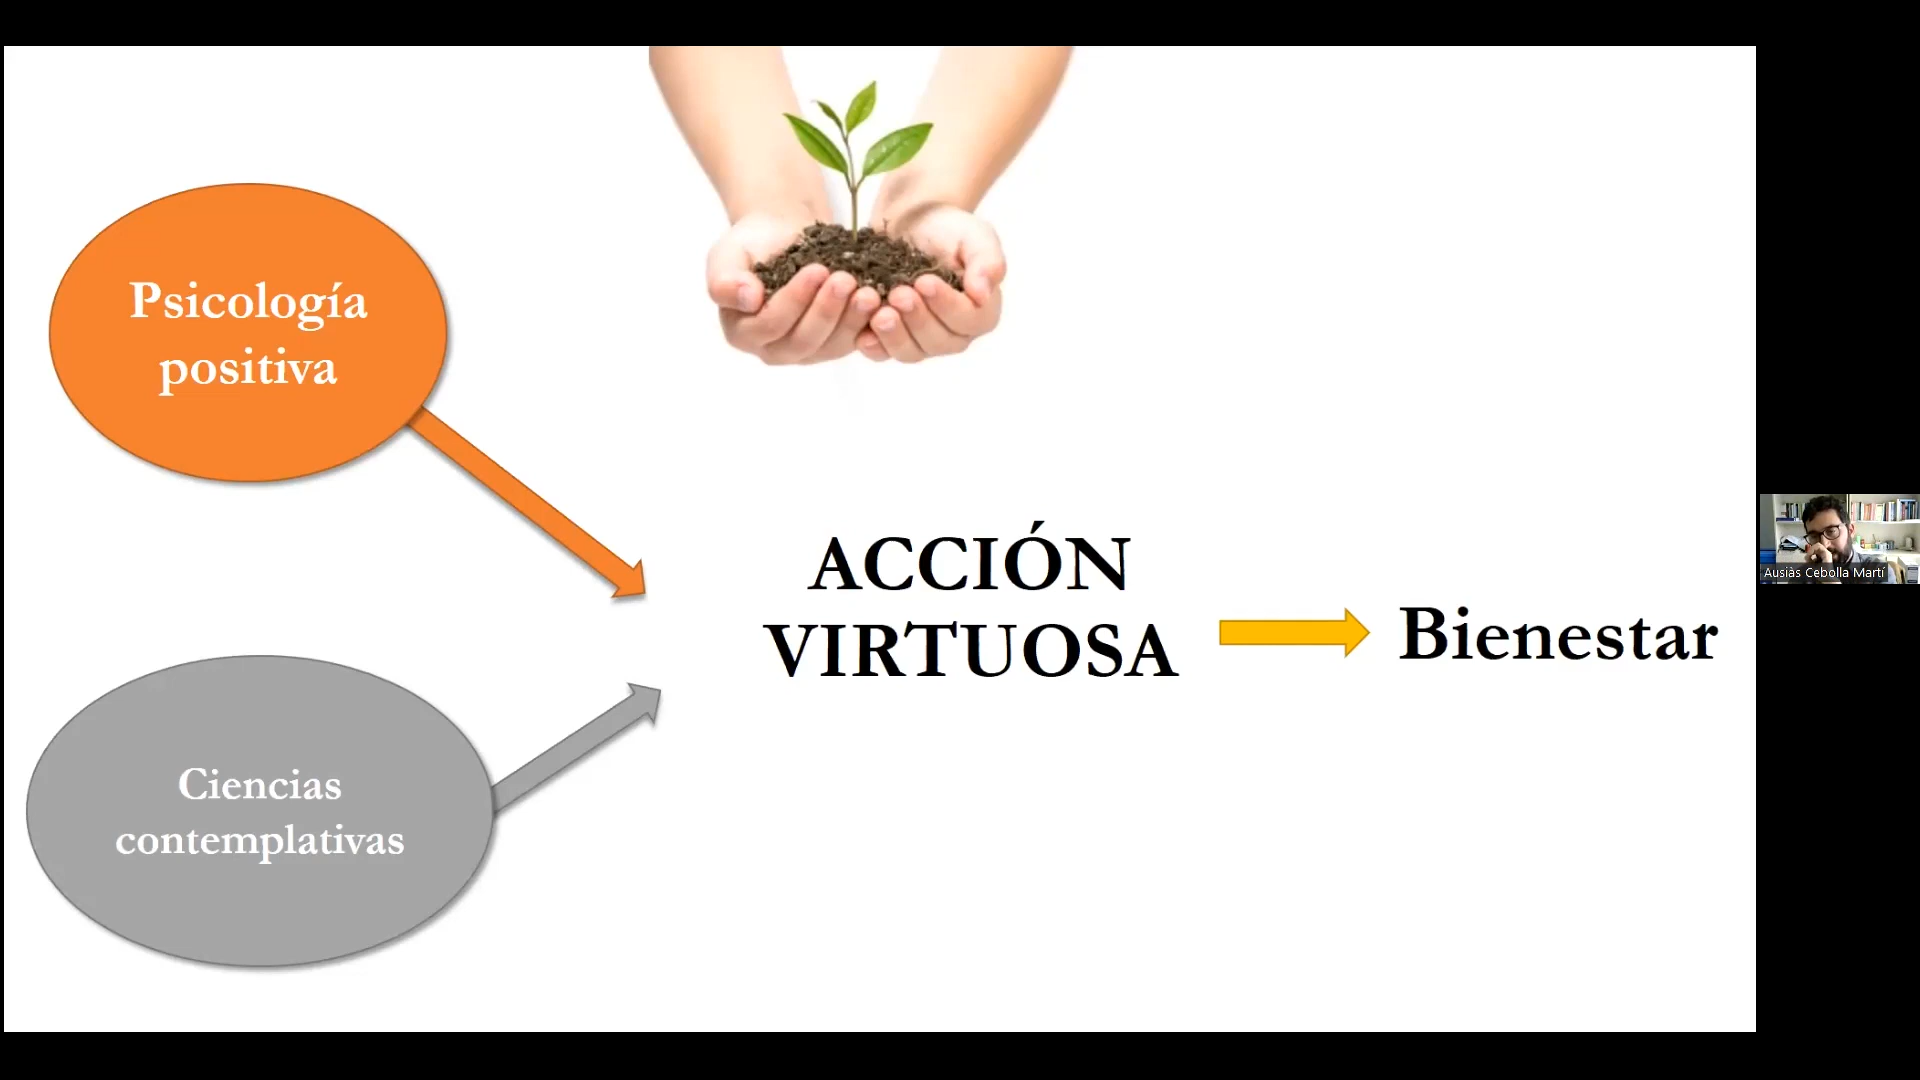 Psicología
positiva
ACCIÓN
VIRTUOSA
Bienestar
Ciencias
contemplativas
Ausiàs Cebolla Martí